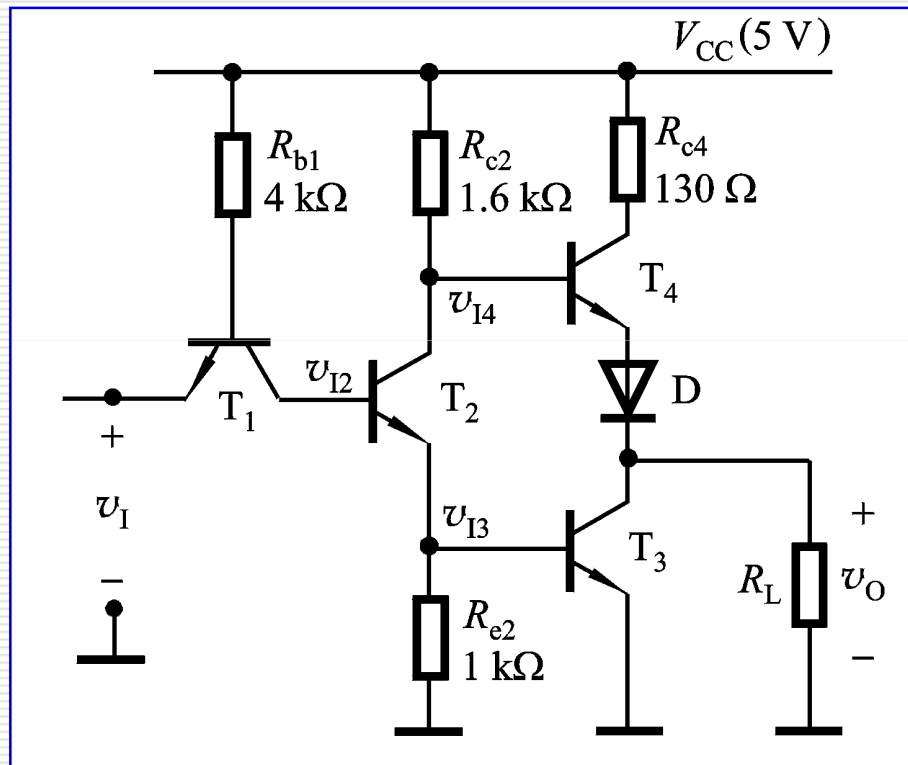 V_CC (5 V)
R_b1
4 kΩ
R_c2
1.6 kΩ
R_c4
130 Ω
T_4
v_I4
D
v_I2
T_1
T_2
+
v_I
−
v_I3
T_3
+
R_L
v_O
−
R_e2
1 kΩ